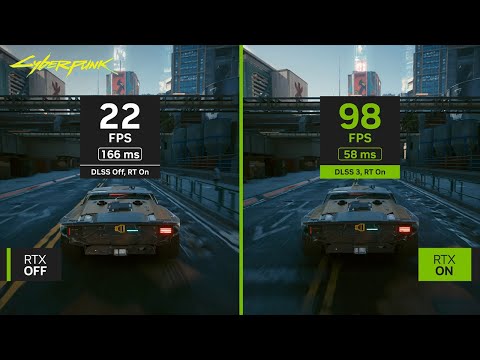 Cyberpunk
22
FPS
166 ms
DLSS Off, RT On
RTX
OFF
98
FPS
58 ms
DLSS 3, RT On
RTX
ON